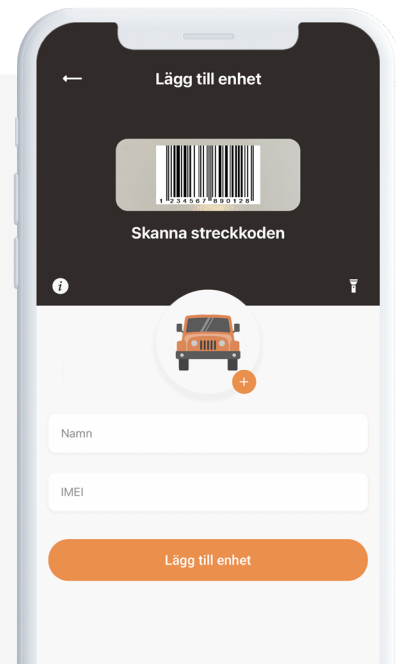 Lägg till enhet
1 234567 890128
Skanna streckkoden
i
Namn
IMEI
Lägg till enhet